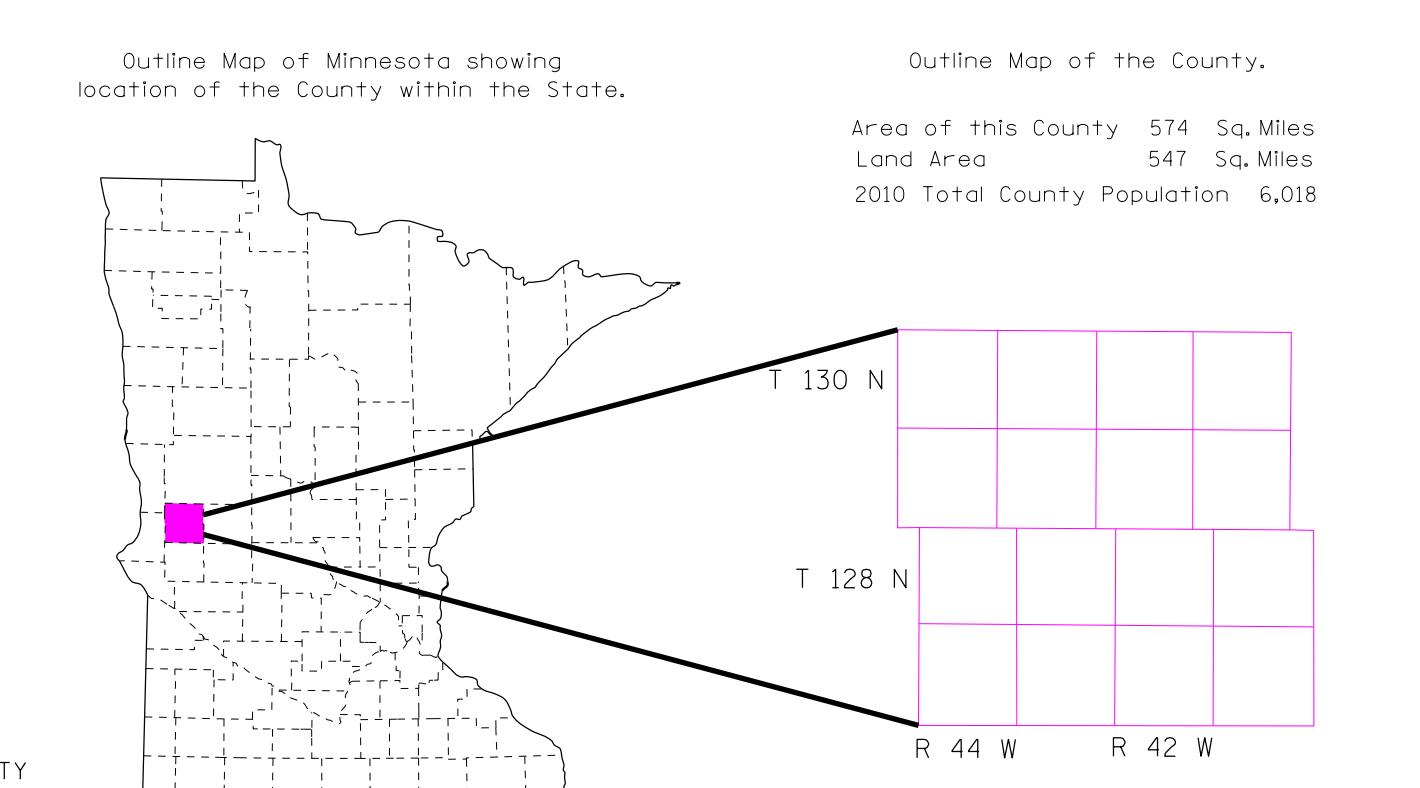 Outline Map of Minnesota showing
location of the County within the State.
Outline Map of the County.
Area of this County 574 Sq. Miles
Land Area 547 Sq. Miles
2010 Total County Population 6,018
T 130 N
T 128 N
R 44 W
R 42 W
TY